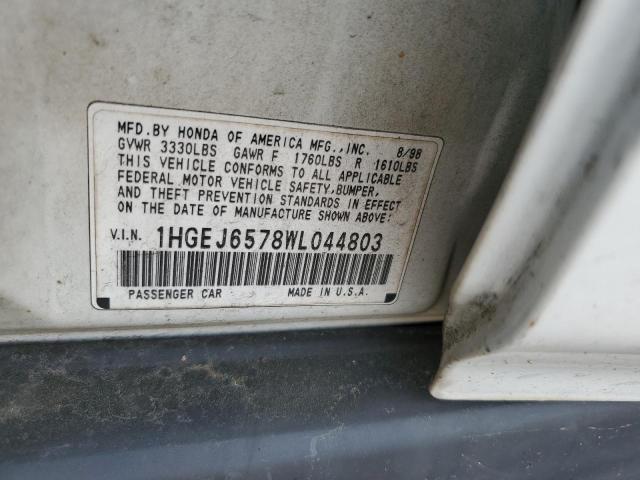 MFD. BY HONDA OF AMERICA MFG., INC. 8/98
GVWR 3330LBS GAWR F 1760LBS R 1610LBS
THIS VEHICLE CONFORMS TO ALL APPLICABLE
FEDERAL MOTOR VEHICLE SAFETY, BUMPER,
AND THEFT PREVENTION STANDARDS IN EFFECT
ON THE DATE OF MANUFACTURE SHOWN ABOVE:
V.I.N. 1HGEJ6578WL044803
PASSENGER CAR MADE IN U.S.A.